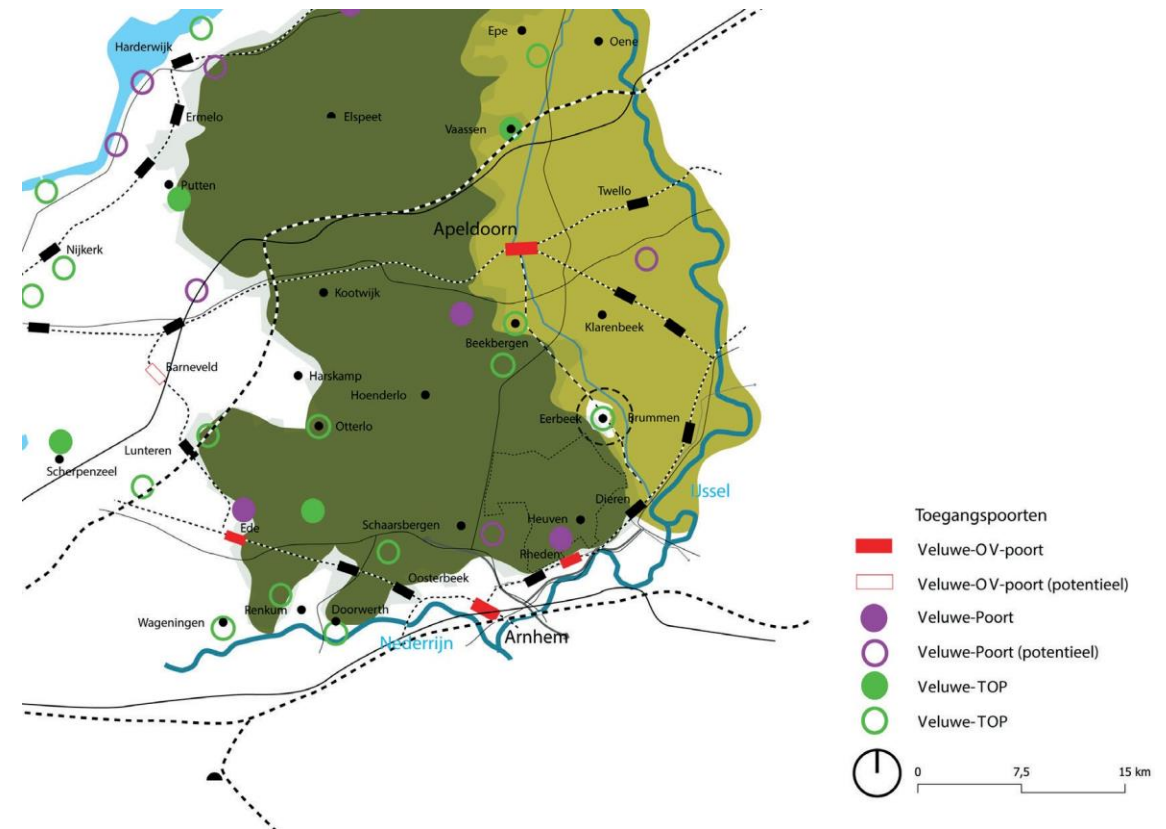 Epe
Oene
Harderwijk
Ermelo
Elspeet
Vaassen
Putten
Twello
Apeldoorn
Nijkerk
Kootwijk
Klarenbeek
Beekbergen
Barneveld
Harskamp
Hoenderlo
Eerbeek
Brummen
Otterlo
Lunteren
Scherpenzeel
IJssel
Dieren
Ede
Schaarsbergen
Heuven
Rheden
Oosterbeek
Renkum
Doorwerth
Wageningen
Nederrijn
Arnhem
Toegangspoorten
Veluwe-OV-poort
Veluwe-OV-poort (potentieel)
Veluwe-Poort
Veluwe-Poort (potentieel)
Veluwe-TOP
Veluwe-TOP
0 7,5 15 km